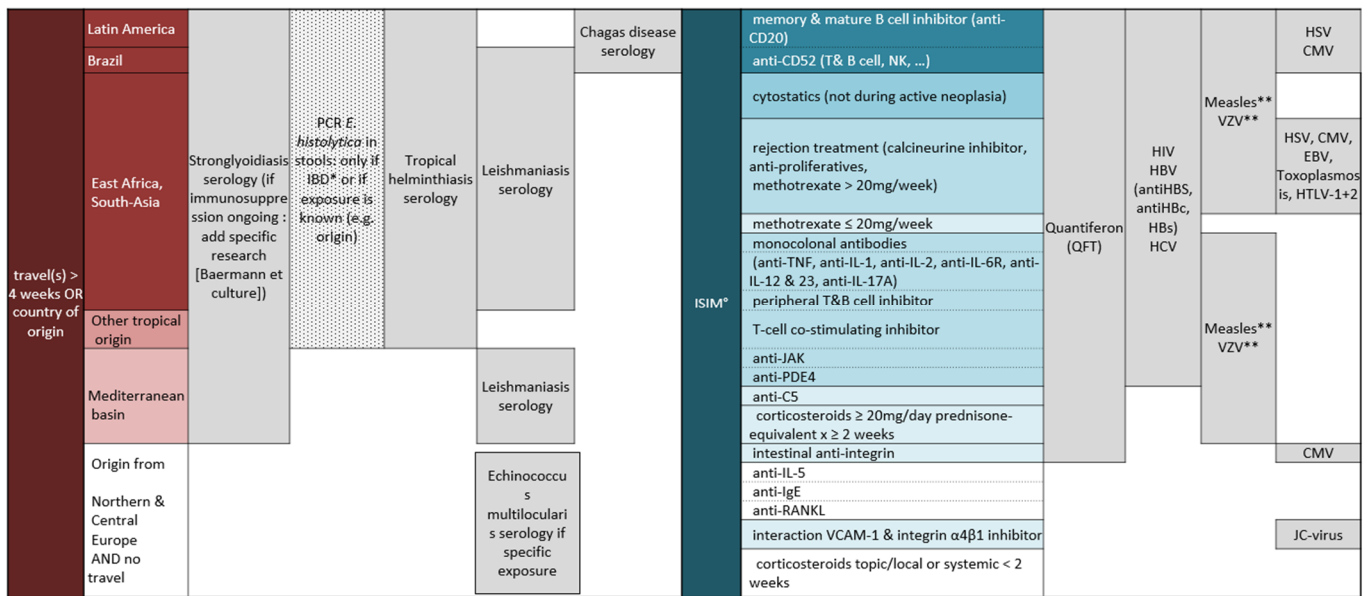 travel(s) >
4 weeks OR
country of
origin
Latin America
Brazil
East Africa,
South-Asia
Other tropical
origin
Mediterranean
basin
Origin from
Northern &
Central
Europe
AND no
travel
Stronglyoidiasis
serology (if
immunosuppre
ssion ongoing :
add specific
research
[Baermann et
culture])
PCR E.
histolytica in
stools: only if
IBD* or if
exposure is
known (e.g.
origin)
Tropical
helminthiasis
serology
Leishmaniasis
serology
Leishmaniasis
serology
Echinococcu
s
multiloculari
s serology if
specific
exposure
Chagas disease
serology
ISIM°
memory & mature B cell inhibitor (anti-
CD20)
anti-CD52 (T& B cell, NK, ...)
cytostatics (not during active neoplasia)
rejection treatment (calcineurine inhibitor,
anti-proliferatives,
methotrexate > 20mg/week)
methotrexate ≤ 20mg/week
monocolonal antibodies
(anti-TNF, anti-IL-1, anti-IL-2, anti-IL-6R, anti-
IL-12 & 23, anti-IL-17A)
peripheral T&B cell inhibitor
T-cell co-stimulating inhibitor
anti-JAK
anti-PDE4
anti-C5
corticosteroids ≥ 20mg/day prednisone-
equivalent x ≥ 2 weeks
intestinal anti-integrin
anti-IL-5
anti-IgE
anti-RANKL
interaction VCAM-1 & integrin α4β1 inhibitor
corticosteroids topic/local or systemic < 2
weeks
Quantiferon
(QFT)
HIV
HBV
(antiHBS,
antiHBc,
HBs)
HCV
Measles**
VZV**
Measles**
VZV**
HSV
CMV
HSV, CMV,
EBV,
Toxoplasmos
is, HTLV-1+2
CMV
JC-virus